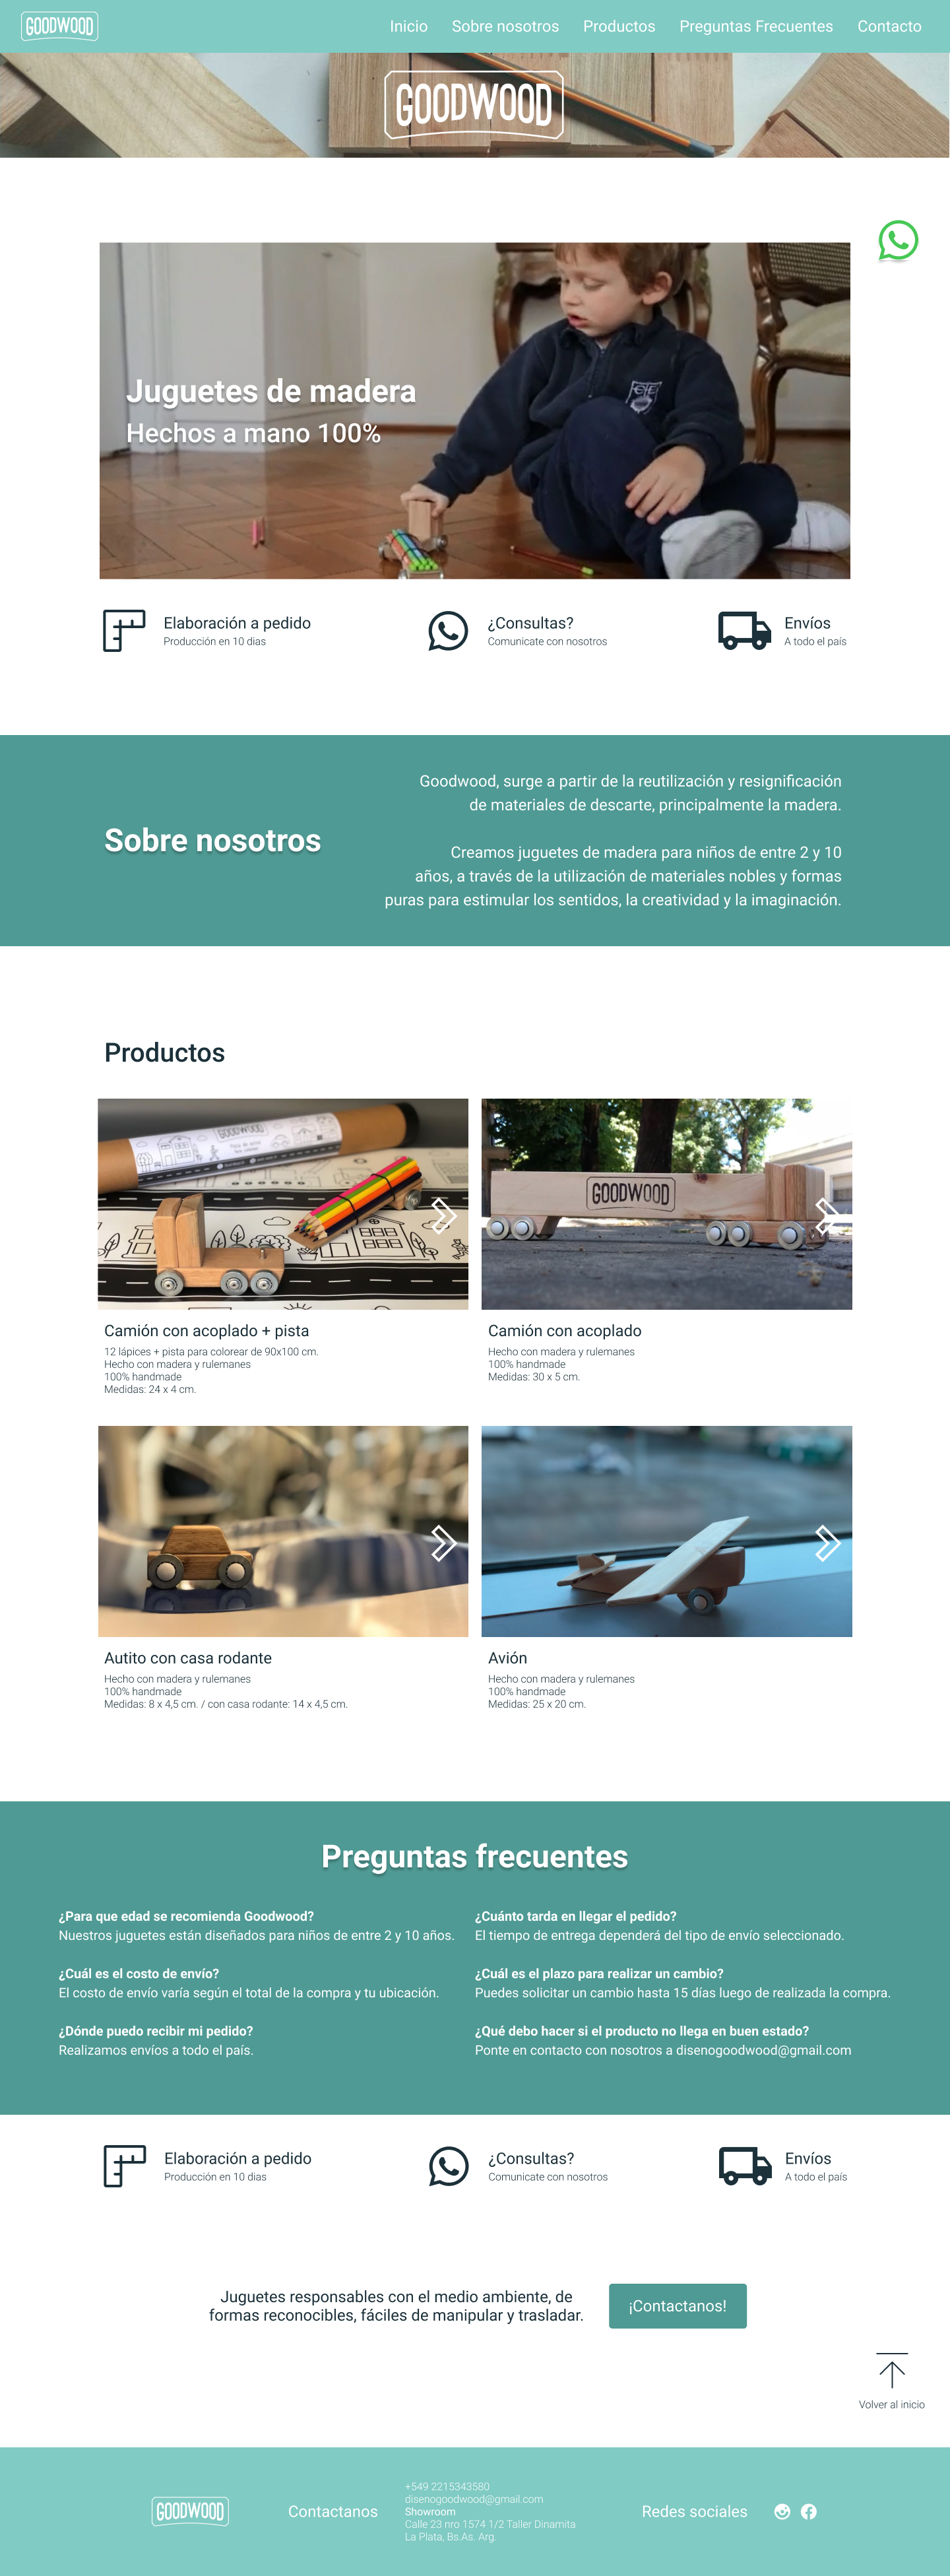 GOODWOOD
Inicio
Sobre nosotros
Productos
Preguntas Frecuentes
Contacto
GOODWOOD
Juguetes de madera
Hechos a mano 100%
Elaboración a pedido
Producción en 10 dias
¿Consultas?
Comunicate con nosotros
Envíos
A todo el país
Sobre nosotros
Goodwood, surge a partir de la reutilización y resignificación
de materiales de descarte, principalmente la madera.
Creamos juguetes de madera para niños de entre 2 y 10
años, a través de la utilización de materiales nobles y formas
puras para estimular los sentidos, la creatividad y la imaginación.
Productos
GOODWOOD
GOODWOOD
Camión con acoplado + pista
12 lápices + pista para colorear de 90x100 cm.
Hecho con madera y rulemanes
100% handmade
Medidas: 24 x 4 cm.
Camión con acoplado
Hecho con madera y rulemanes
100% handmade
Medidas: 30 x 5 cm.
Autito con casa rodante
Hecho con madera y rulemanes
100% handmade
Medidas: 8 x 4,5 cm. / con casa rodante: 14 x 4,5 cm.
Avión
Hecho con madera y rulemanes
100% handmade
Medidas: 25 x 20 cm.
Preguntas frecuentes
¿Para que edad se recomienda Goodwood?
Nuestros juguetes están diseñados para niños de entre 2 y 10 años.
¿Cuál es el costo de envío?
El costo de envío varía según el total de la compra y tu ubicación.
¿Dónde puedo recibir mi pedido?
Realizamos envíos a todo el país.
¿Cuánto tarda en llegar el pedido?
El tiempo de entrega dependerá del tipo de envío seleccionado.
¿Cuál es el plazo para realizar un cambio?
Puedes solicitar un cambio hasta 15 días luego de realizada la compra.
¿Qué debo hacer si el producto no llega en buen estado?
Ponte en contacto con nosotros a disenogoodwood@gmail.com
Elaboración a pedido
Producción en 10 dias
¿Consultas?
Comunicate con nosotros
Envíos
A todo el país
Juguetes responsables con el medio ambiente, de
formas reconocibles, fáciles de manipular y trasladar.
¡Contactanos!
Volver al inicio
GOODWOOD
Contactanos
+549 2215343580
disenogoodwood@gmail.com
Showroom
Calle 23 nro 1574 1/2 Taller Dinamita
La Plata, Bs.As. Arg.
Redes sociales